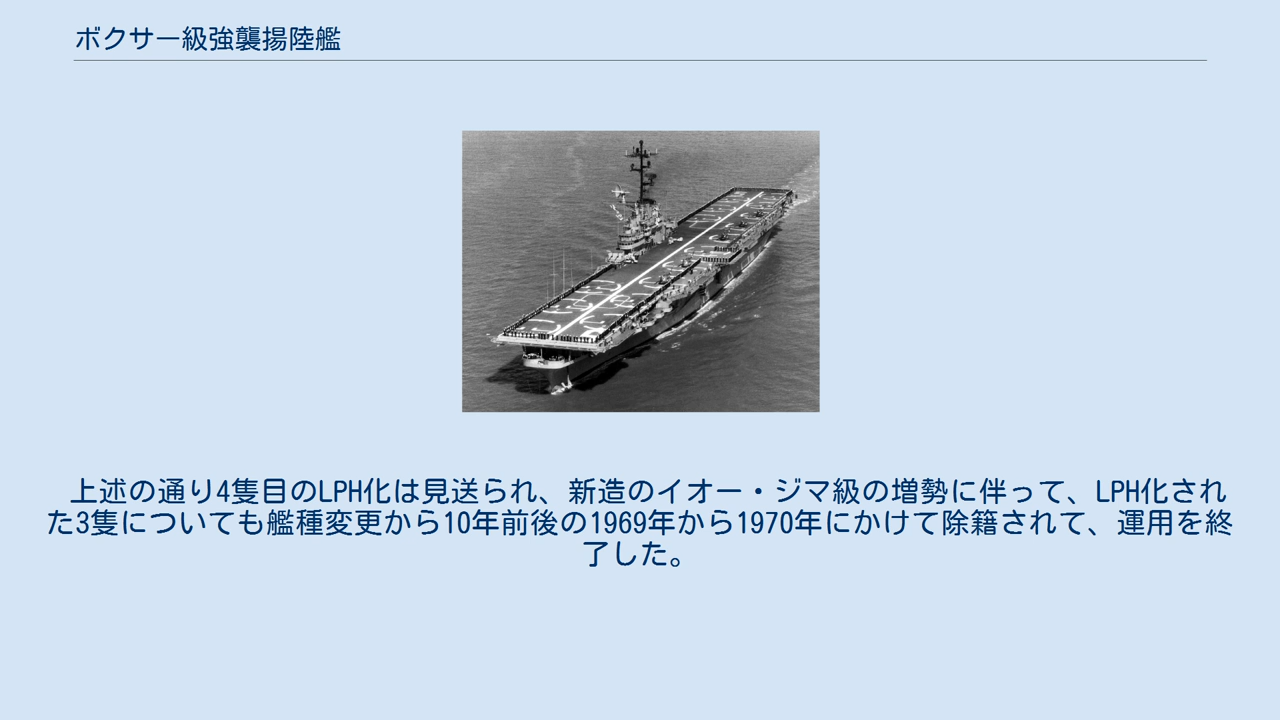 ボクサー級強襲揚陸艦
上述の通り4隻目のLPH化は見送られ、新造のイオー・ジマ級の増勢に伴って、LPH化され
た3隻についても艦種変更から10年前後の1969年から1970年にかけて除籍されて、運用を終
了した。